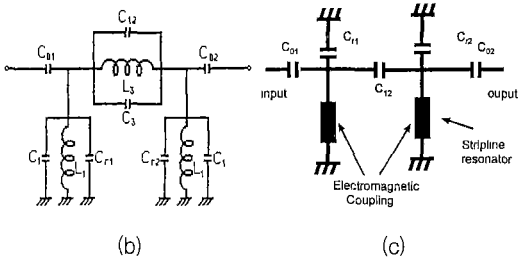 C12
C01
C02
L3
C3
C1
L1
Cr1
Cr2
L1
C1
(b)
C01
Cr1
Cr2
C02
C12
input
ouput
Stripline
resonator
Electromagnetic
Coupling
(c)